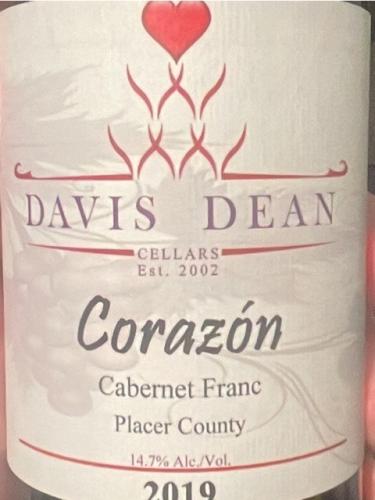 DAVIS DEAN
CELLARS
Est. 2002
Corazón
Cabernet Franc
Placer County
14.7% Alc./Vol.
2019